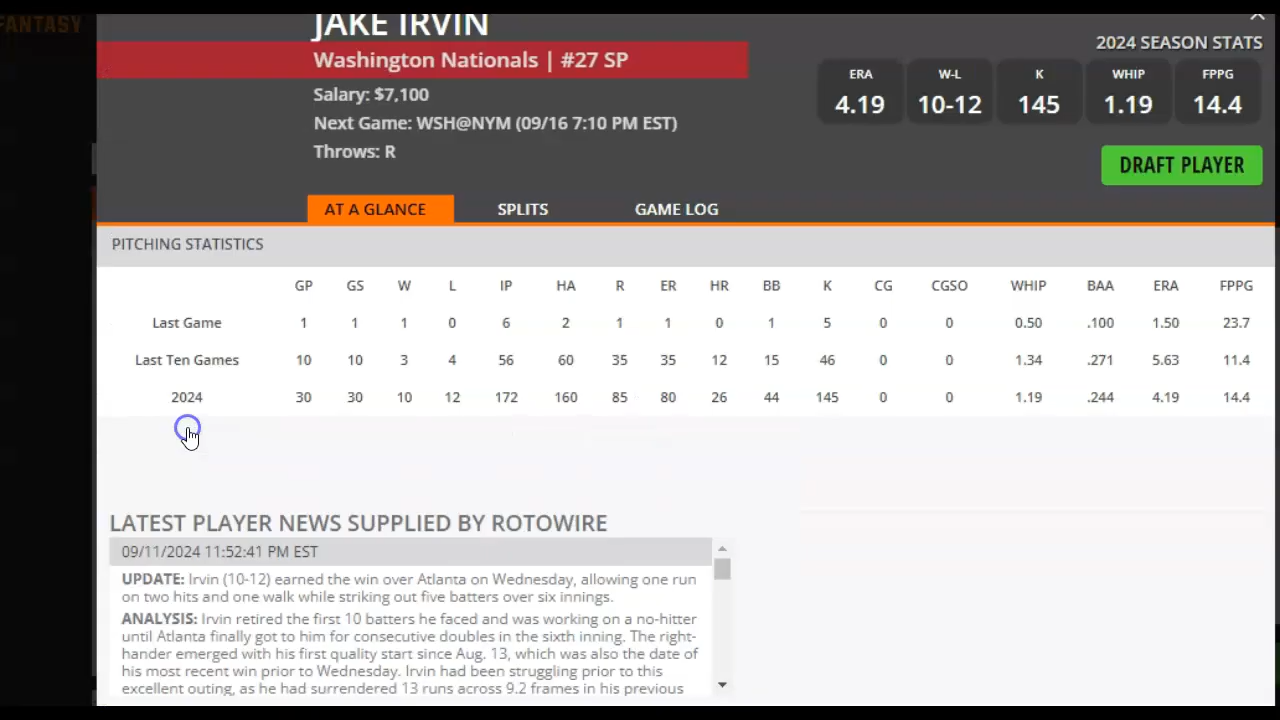 FANTASY
JAKE IRVIN
Washington Nationals | #27 SP
Salary: $7,100
Next Game: WSH@NYM (09/16 7:10 PM EST)
Throws: R
2024 SEASON STATS
ERA W-L K WHIP FPPG
4.19 10-12 145 1.19 14.4
DRAFT PLAYER
AT A GLANCE SPLITS GAME LOG
PITCHING STATISTICS
GP GS W L IP HA R ER HR BB K CG CGSO WHIP BAA ERA FPPG
Last Game 1 1 1 0 6 2 1 1 0 1 5 0 0 0.50 .100 1.50 23.7
Last Ten Games 10 10 3 4 56 60 35 35 12 15 46 0 0 1.34 .271 5.63 11.4
2024 30 30 10 12 172 160 85 80 26 44 145 0 0 1.19 .244 4.19 14.4
LATEST PLAYER NEWS SUPPLIED BY ROTOWIRE
09/11/2024 11:52:41 PM EST
UPDATE: Irvin (10-12) earned the win over Atlanta on Wednesday, allowing one run
on two hits and one walk while striking out five batters over six innings.
ANALYSIS: Irvin retired the first 10 batters he faced and was working on a no-hitter
until Atlanta finally got to him for consecutive doubles in the sixth inning. The right-
hander emerged with his first quality start since Aug. 13, which was also the date of
his most recent win prior to Wednesday. Irvin had been struggling prior to this
excellent outing, as he had surrendered 13 runs across 9.2 frames in his previous